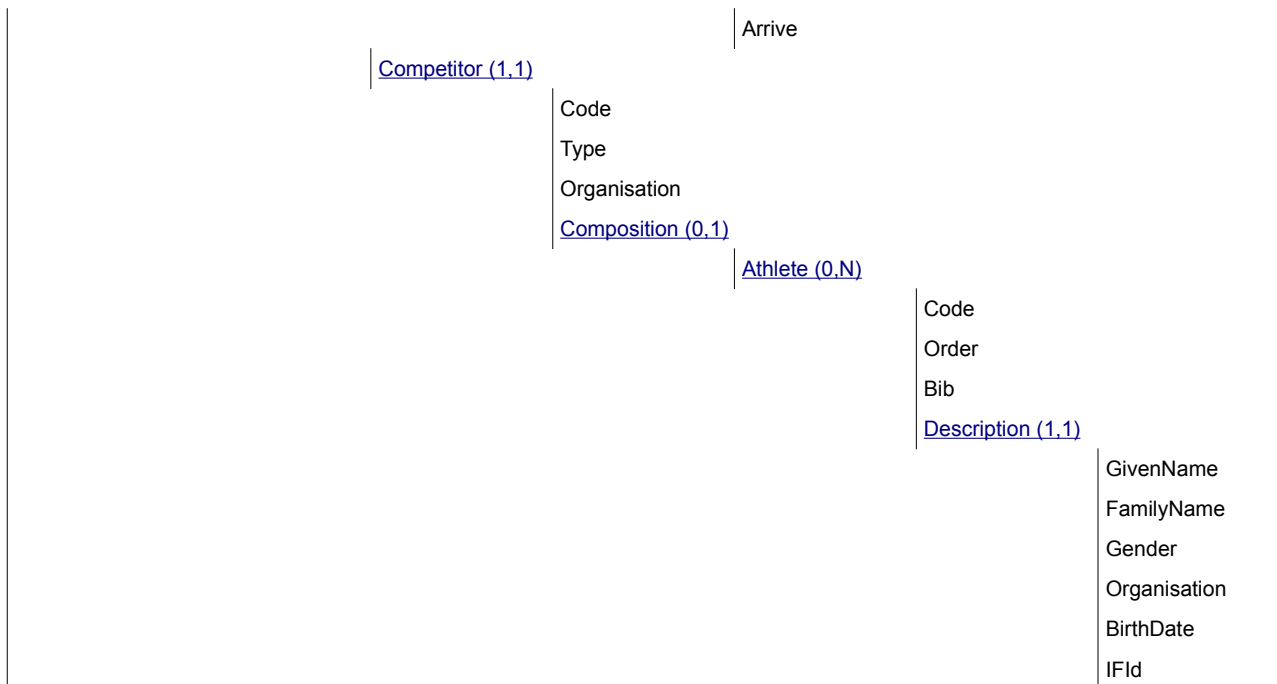 Arrive
Competitor (1,1)
Code
Type
Organisation
Composition (0,1)
Athlete (0,N)
Code
Order
Bib
Description (1,1)
GivenName
FamilyName
Gender
Organisation
BirthDate
IFId